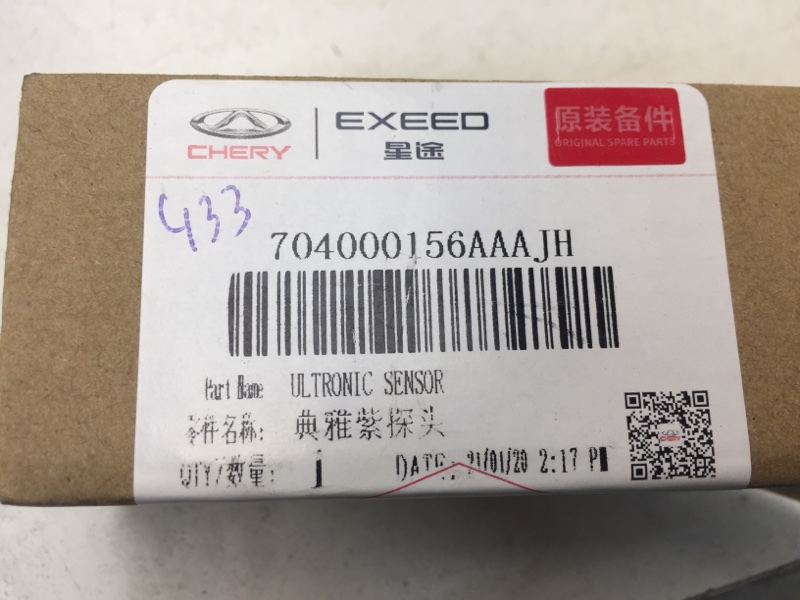 CHERY
EXEED
星途
原装备件
ORIGINAL SPARE PARTS
433
704000156AAAJH
Part Name ULTRONIC SENSOR
零件名称: 典雅紫探头
QTY/数量: 1 DATE: 21/01/20 2:17 PM
CHERY